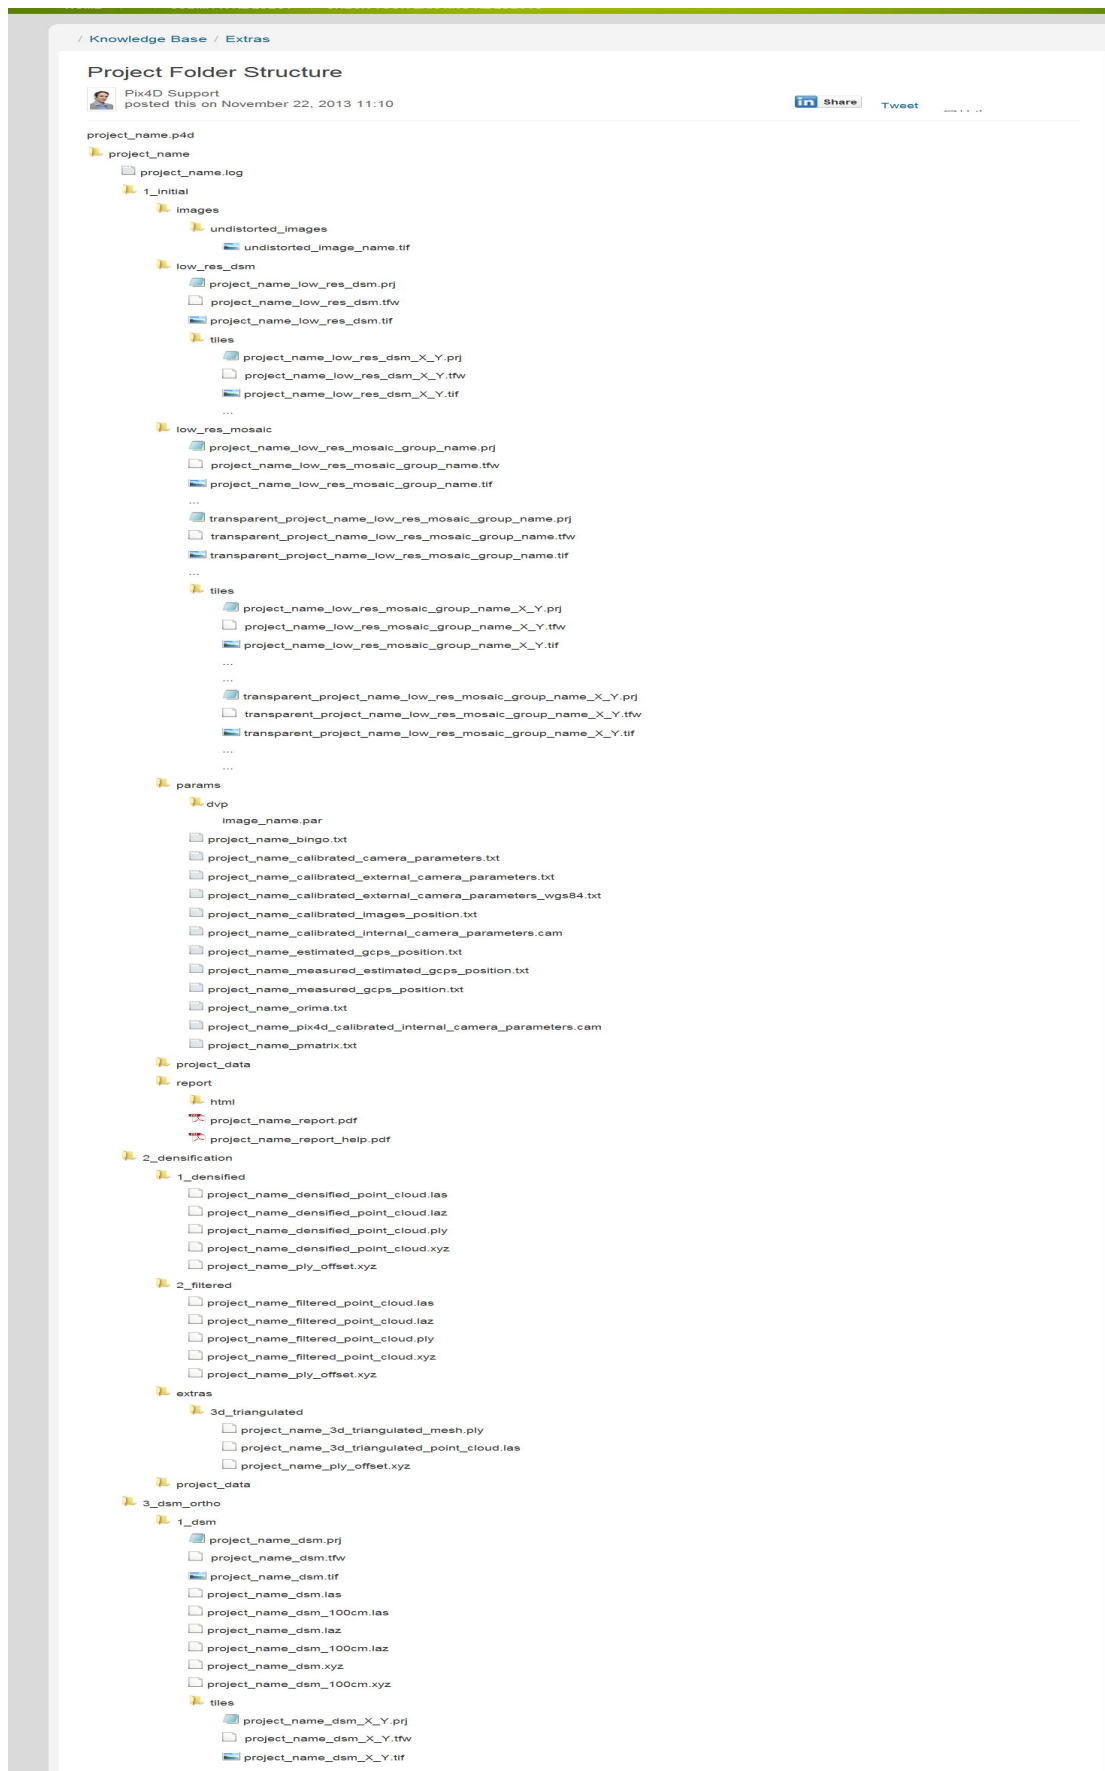 / Knowledge Base / Extras
Project Folder Structure
Pix4D Support
posted this on November 22, 2013 11:10
in Share Tweet
project_name.p4d
project_name
project_name.log
1_initial
images
undistorted_images
undistorted_image_name.tif
low_res_dsm
project_name_low_res_dsm.prj
project_name_low_res_dsm.tfw
project_name_low_res_dsm.tif
tiles
project_name_low_res_dsm_X_Y.prj
project_name_low_res_dsm_X_Y.tfw
project_name_low_res_dsm_X_Y.tif
...
low_res_mosaic
project_name_low_res_mosaic_group_name.prj
project_name_low_res_mosaic_group_name.tfw
project_name_low_res_mosaic_group_name.tif
...
transparent_project_name_low_res_mosaic_group_name.prj
transparent_project_name_low_res_mosaic_group_name.tfw
transparent_project_name_low_res_mosaic_group_name.tif
...
tiles
project_name_low_res_mosaic_group_name_X_Y.prj
project_name_low_res_mosaic_group_name_X_Y.tfw
project_name_low_res_mosaic_group_name_X_Y.tif
...
...
transparent_project_name_low_res_mosaic_group_name_X_Y.prj
transparent_project_name_low_res_mosaic_group_name_X_Y.tfw
transparent_project_name_low_res_mosaic_group_name_X_Y.tif
...
...
params
dvp
image_name.par
project_name_bingo.txt
project_name_calibrated_camera_parameters.txt
project_name_calibrated_external_camera_parameters.txt
project_name_calibrated_external_camera_parameters_wgs84.txt
project_name_calibrated_images_position.txt
project_name_calibrated_internal_camera_parameters.cam
project_name_estimated_gcps_position.txt
project_name_measured_estimated_gcps_position.txt
project_name_measured_gcps_position.txt
project_name_orima.txt
project_name_pix4d_calibrated_internal_camera_parameters.cam
project_name_pmatrix.txt
project_data
report
html
project_name_report.pdf
project_name_report_help.pdf
2_densification
1_densified
project_name_densified_point_cloud.las
project_name_densified_point_cloud.laz
project_name_densified_point_cloud.ply
project_name_densified_point_cloud.xyz
project_name_ply_offset.xyz
2_filtered
project_name_filtered_point_cloud.las
project_name_filtered_point_cloud.laz
project_name_filtered_point_cloud.ply
project_name_filtered_point_cloud.xyz
project_name_ply_offset.xyz
extras
3d_triangulated
project_name_3d_triangulated_mesh.ply
project_name_3d_triangulated_point_cloud.las
project_name_ply_offset.xyz
project_data
3_dsm_ortho
1_dsm
project_name_dsm.prj
project_name_dsm.tfw
project_name_dsm.tif
project_name_dsm.las
project_name_dsm_100cm.las
project_name_dsm.laz
project_name_dsm_100cm.laz
project_name_dsm.xyz
project_name_dsm_100cm.xyz
tiles
project_name_dsm_X_Y.prj
project_name_dsm_X_Y.tfw
project_name_dsm_X_Y.tif